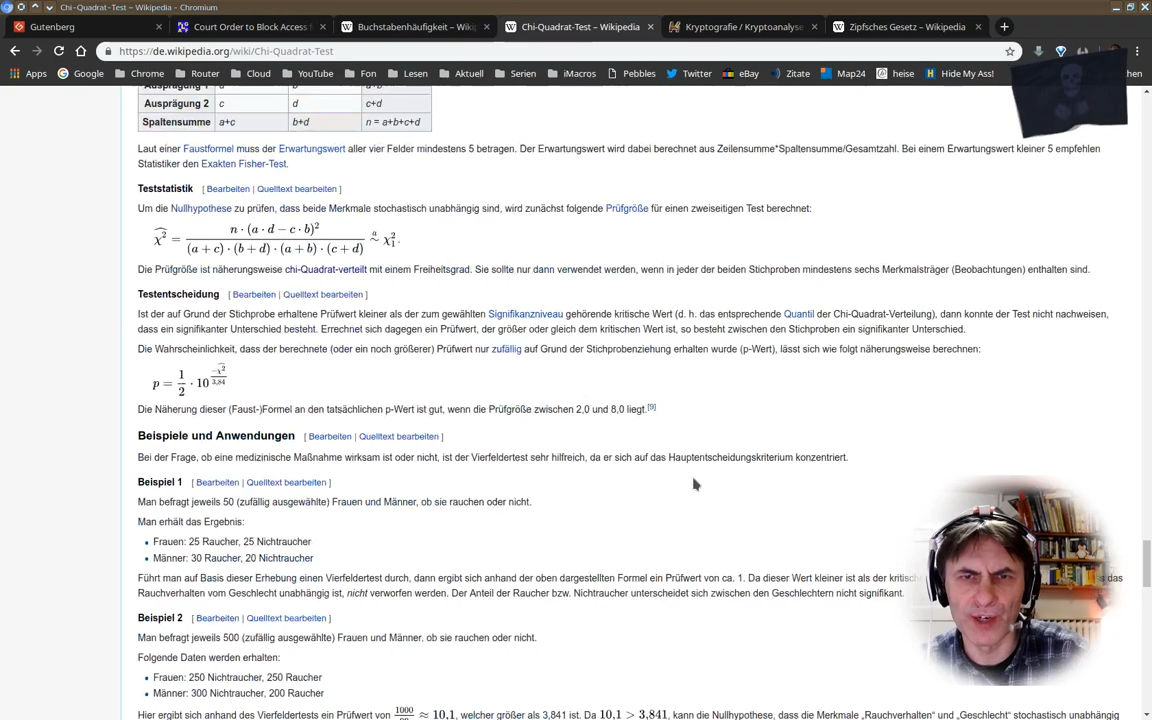 Chi-Quadrat-Test – Wikipedia - Chromium
Gutenberg
Court Order to Block Access f
Buchstabenhäufigkeit – Wiki
Chi-Quadrat-Test – Wikipedia
Kryptografie / Kryptoanalyse
Zipfsches Gesetz – Wikipedia
https://de.wikipedia.org/wiki/Chi-Quadrat-Test
Apps Google Chrome Router Cloud YouTube Fon Lesen Aktuell Serien iMacros Pebbles Twitter eBay Zitate Map24 heise Hide My Ass! hen
Ausprägung 1 a b a+b
Ausprägung 2 c d c+d
Spaltensumme a+c b+d n = a+b+c+d
Laut einer Faustformel muss der Erwartungswert aller vier Felder mindestens 5 betragen. Der Erwartungswert wird dabei berechnet aus Zeilensumme*Spaltensumme/Gesamtzahl. Bei einem Erwartungswert kleiner 5 empfehlen
Statistiker den Exakten Fisher-Test.
Teststatistik [ Bearbeiten | Quelltext bearbeiten ]
Um die Nullhypothese zu prüfen, dass beide Merkmale stochastisch unabhängig sind, wird zunächst folgende Prüfgröße für einen zweiseitigen Test berechnet:
χ̂² = n · (a · d − c · b)² / (a + c) · (b + d) · (a + b) · (c + d) a ~ χ²₁.
Die Prüfgröße ist näherungsweise chi-Quadrat-verteilt mit einem Freiheitsgrad. Sie sollte nur dann verwendet werden, wenn in jeder der beiden Stichproben mindestens sechs Merkmalsträger (Beobachtungen) enthalten sind.
Testentscheidung [ Bearbeiten | Quelltext bearbeiten ]
Ist der auf Grund der Stichprobe erhaltene Prüfwert kleiner als der zum gewählten Signifikanzniveau gehörende kritische Wert (d. h. das entsprechende Quantil der Chi-Quadrat-Verteilung), dann konnte der Test nicht nachweisen,
dass ein signifikanter Unterschied besteht. Errechnet sich dagegen ein Prüfwert, der größer oder gleich dem kritischen Wert ist, so besteht zwischen den Stichproben ein signifikanter Unterschied.
Die Wahrscheinlichkeit, dass der berechnete (oder ein noch größerer) Prüfwert nur zufällig auf Grund der Stichprobenziehung erhalten wurde (p-Wert), lässt sich wie folgt näherungsweise berechnen:
p = 1/2 · 10^(−χ̂²/3,84)
Die Näherung dieser (Faust-)Formel an den tatsächlichen p-Wert ist gut, wenn die Prüfgröße zwischen 2,0 und 8,0 liegt.[9]
Beispiele und Anwendungen [ Bearbeiten | Quelltext bearbeiten ]
Bei der Frage, ob eine medizinische Maßnahme wirksam ist oder nicht, ist der Vierfeldertest sehr hilfreich, da er sich auf das Hauptentscheidungskriterium konzentriert.
Beispiel 1 [ Bearbeiten | Quelltext bearbeiten ]
Man befragt jeweils 50 (zufällig ausgewählte) Frauen und Männer, ob sie rauchen oder nicht.
Man erhält das Ergebnis:
• Frauen: 25 Raucher, 25 Nichtraucher
• Männer: 30 Raucher, 20 Nichtraucher
Führt man auf Basis dieser Erhebung einen Vierfeldertest durch, dann ergibt sich anhand der oben dargestellten Formel ein Prüfwert von ca. 1. Da dieser Wert kleiner ist als der kritisch das
Rauchverhalten vom Geschlecht unabhängig ist, nicht verworfen werden. Der Anteil der Raucher bzw. Nichtraucher unterscheidet sich zwischen den Geschlechtern nicht signifikant.
Beispiel 2 [ Bearbeiten | Quelltext bearbeiten ]
Man befragt jeweils 500 (zufällig ausgewählte) Frauen und Männer, ob sie rauchen oder nicht.
Folgende Daten werden erhalten:
• Frauen: 250 Nichtraucher, 250 Raucher
• Männer: 300 Nichtraucher, 200 Raucher
Hier ergibt sich anhand des Vierfeldertests ein Prüfwert von 1000/99 ≈ 10,1, welcher größer als 3,841 ist. Da 10,1 > 3,841, kann die Nullhypothese, dass die Merkmale „Rauchverhalten“ und „Geschlecht“ stochastisch unabhängig